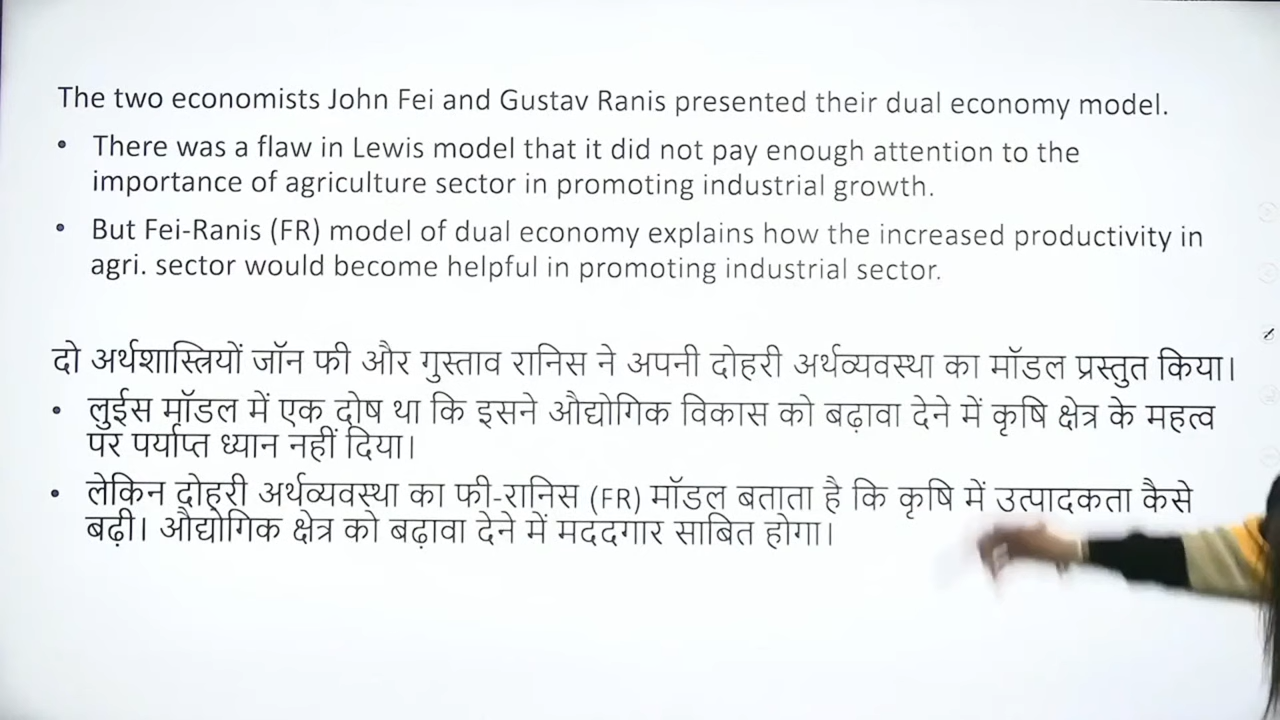 The two economists John Fei and Gustav Ranis presented their dual economy model.
• There was a flaw in Lewis model that it did not pay enough attention to the
importance of agriculture sector in promoting industrial growth.
• But Fei-Ranis (FR) model of dual economy explains how the increased productivity in
agri. sector would become helpful in promoting industrial sector.
दो अर्थशास्त्रियों जॉन फी और गुस्ताव रानिस ने अपनी दोहरी अर्थव्यवस्था का मॉडल प्रस्तुत किया।
• लुईस मॉडल में एक दोष था कि इसने औद्योगिक विकास को बढ़ावा देने में कृषि क्षेत्र के महत्व
पर पर्याप्त ध्यान नहीं दिया।
• लेकिन दोहरी अर्थव्यवस्था का फी-रानिस (FR) मॉडल बताता है कि कृषि में उत्पादकता कैसे
बढ़ी। औद्योगिक क्षेत्र को बढ़ावा देने में मददगार साबित होगा।